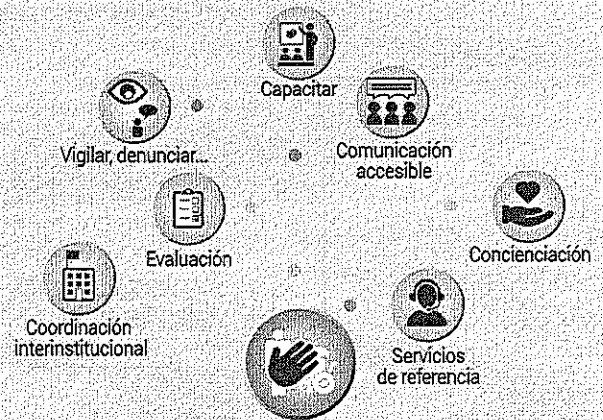 Capacitar
Vigilar, denunciar...
Comunicación
accesible
Evaluación
Concienciación
Coordinación
interinstitucional
Servicios
de referencia